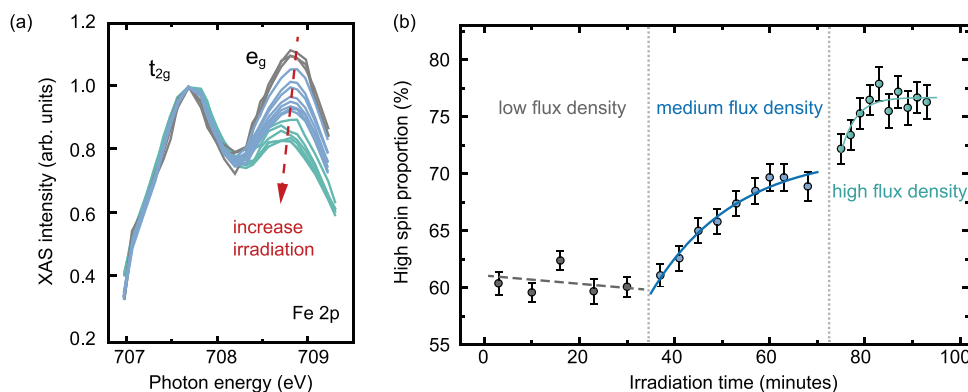 (a)
1.2
1.0
0.8
0.6
0.4
0.2
XAS intensity (arb. units)
t2g
eg
increase
irradiation
Fe 2p
707
708
709
Photon energy (eV)
(b)
80
75
70
65
60
55
High spin proportion (%)
low flux density
medium flux density
high flux density
0
20
40
60
80
100
Irradiation time (minutes)